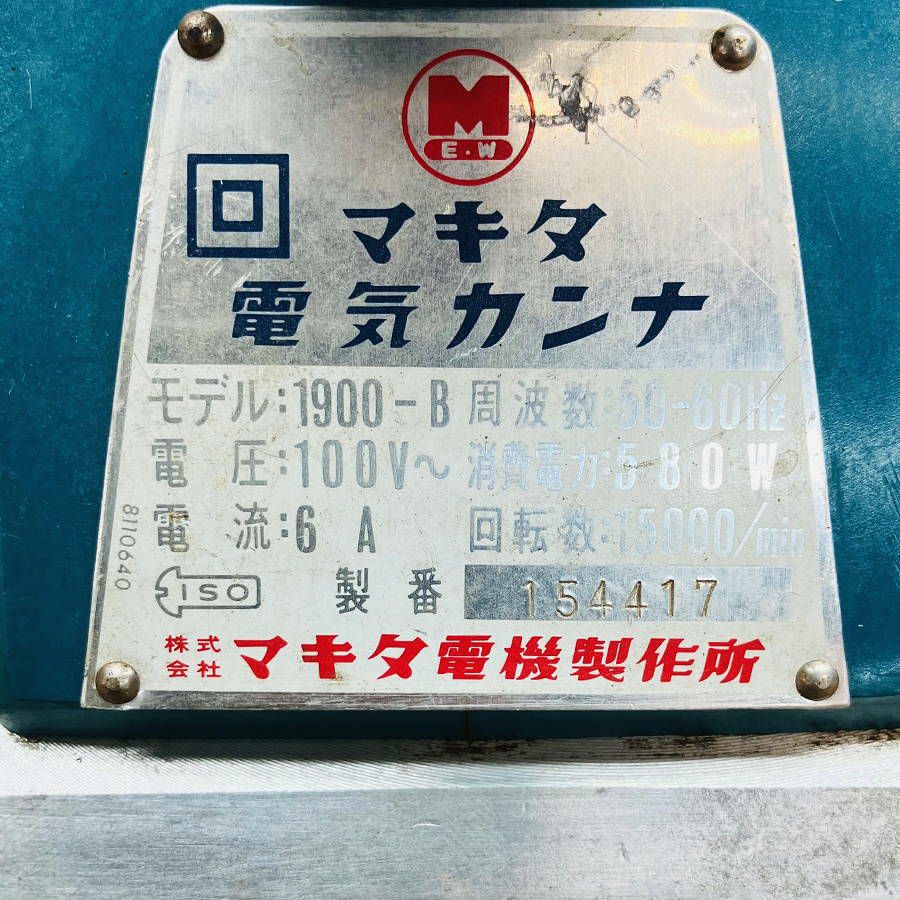 M
E・W
マキタ
電気カンナ
モデル:1900-B 周波数:50-60Hz
電圧:100V～ 消費電力:580W
電流:6A 回転数:15000/min
8110640
ISO 製番 154417
株式会社 マキタ電機製作所